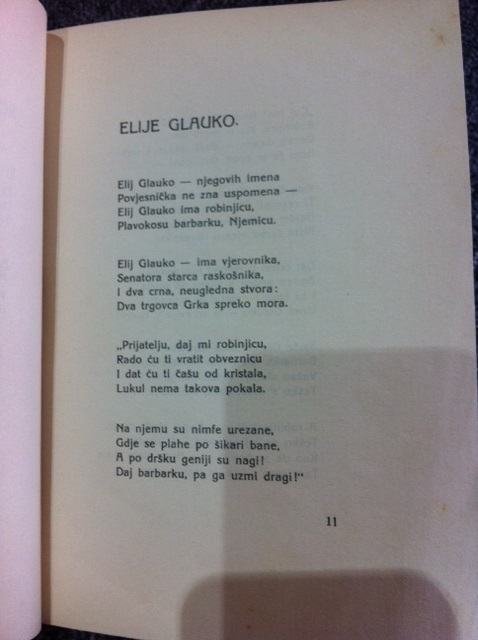 ELIJE GLAUKO.
Elij Glauko — njegovih imena
Povjesnička ne zna uspomena —
Elij Glauko ima robinjicu,
Plavokosu barbarku, Njemicu.
Elij Glauko — ima vjerovnika,
Senatora starca raskošnika,
I dva crna, neugledna stvora:
Dva trgovca Grka spreko mora.
„Prijatelju, daj mi robinjicu,
Rado ću ti vratit obveznicu
I dat ću ti čašu od kristala,
Lukul nema takova pokala.
Na njemu su nimfe urezane,
Gdje se plahe po šikari bane,
A po dršku geniji su nagi!
Daj barbarku, pa ga uzmi dragi!“
11